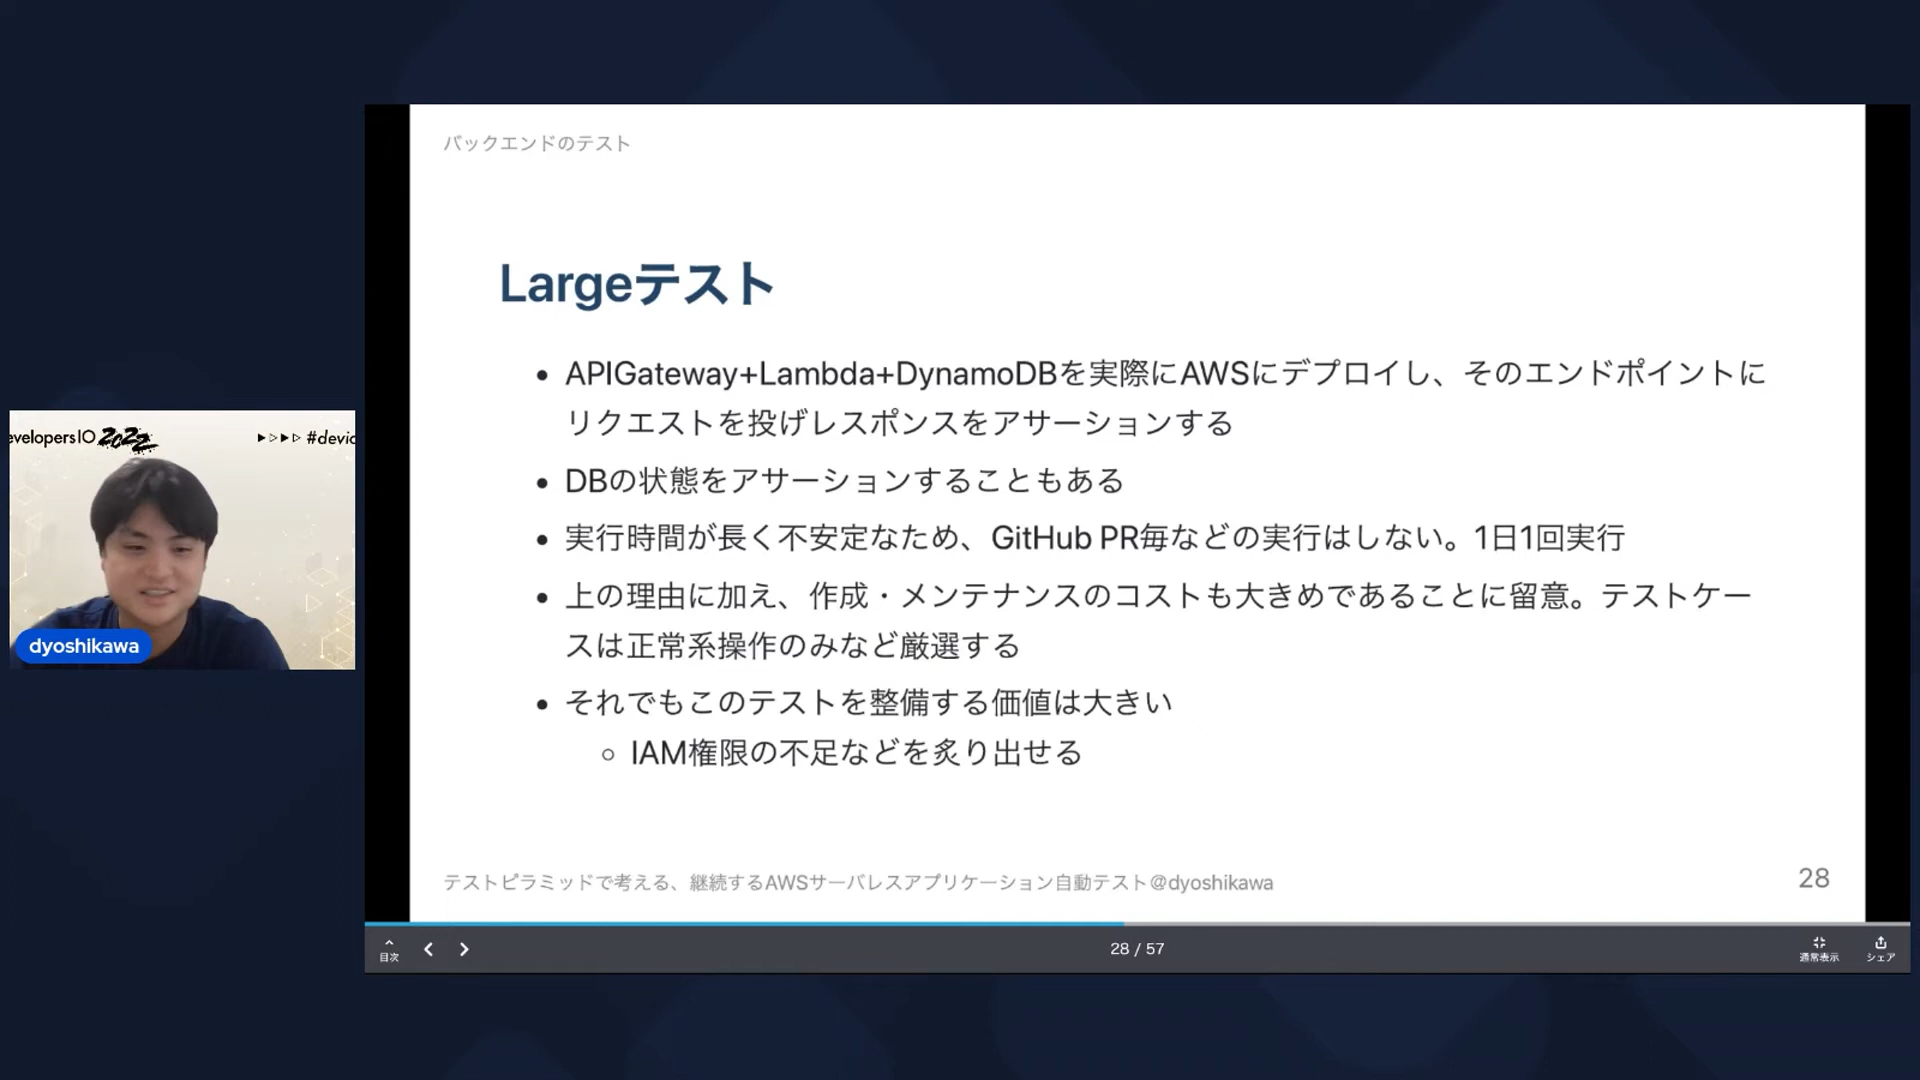 バックエンドのテスト
Largeテスト
• APIGateway+Lambda+DynamoDBを実際にAWSにデプロイし、そのエンドポイントに
リクエストを投げレスポンスをアサーションする
• DBの状態をアサーションすることもある
• 実行時間が長く不安定なため、GitHub PR毎などの実行はしない。1日1回実行
• 上の理由に加え、作成・メンテナンスのコストも大きめであることに留意。テストケー
スは正常系操作のみなど厳選する
• それでもこのテストを整備する価値は大きい
○ IAM権限の不足などを炙り出せる
テストピラミッドで考える、継続するAWSサーバレスアプリケーション自動テスト@dyoshikawa
28
evelopersIO 2022
#devio
dyoshikawa
目次
28 / 57
通常表示
シェア